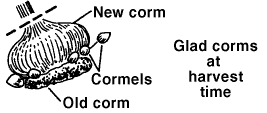 New corm
Cormels
Old corm
Glad corms
at
harvest
time